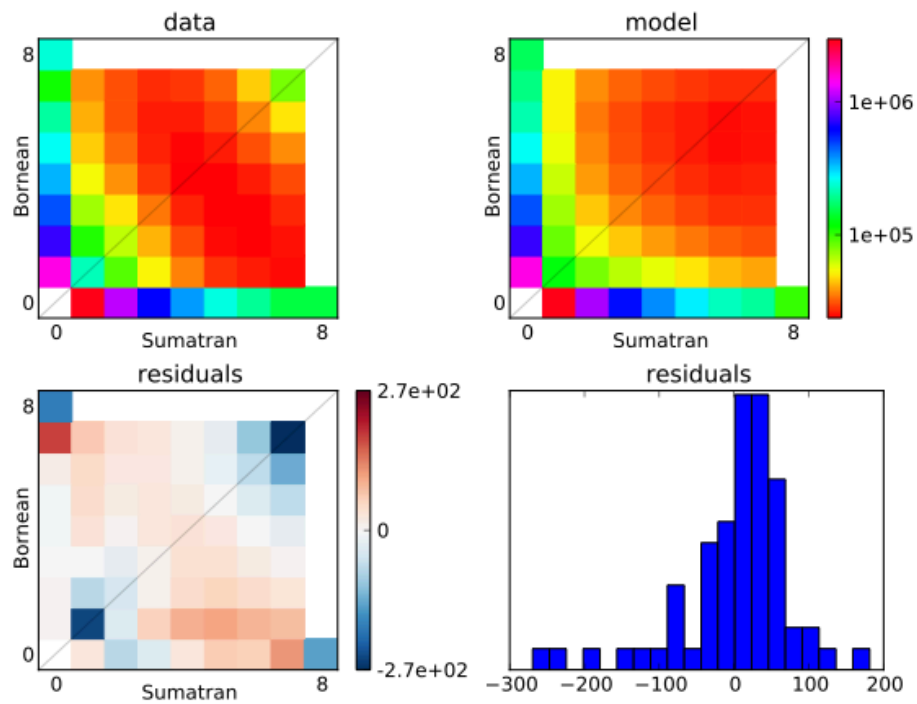 data
model
8
Bornean
0
0
8
Sumatran
8
Bornean
0
0
8
Sumatran
1e+06
1e+05
residuals
residuals
8
Bornean
0
0
8
Sumatran
2.7e+02
0
-2.7e+02
−300
−200
−100
0
100
200